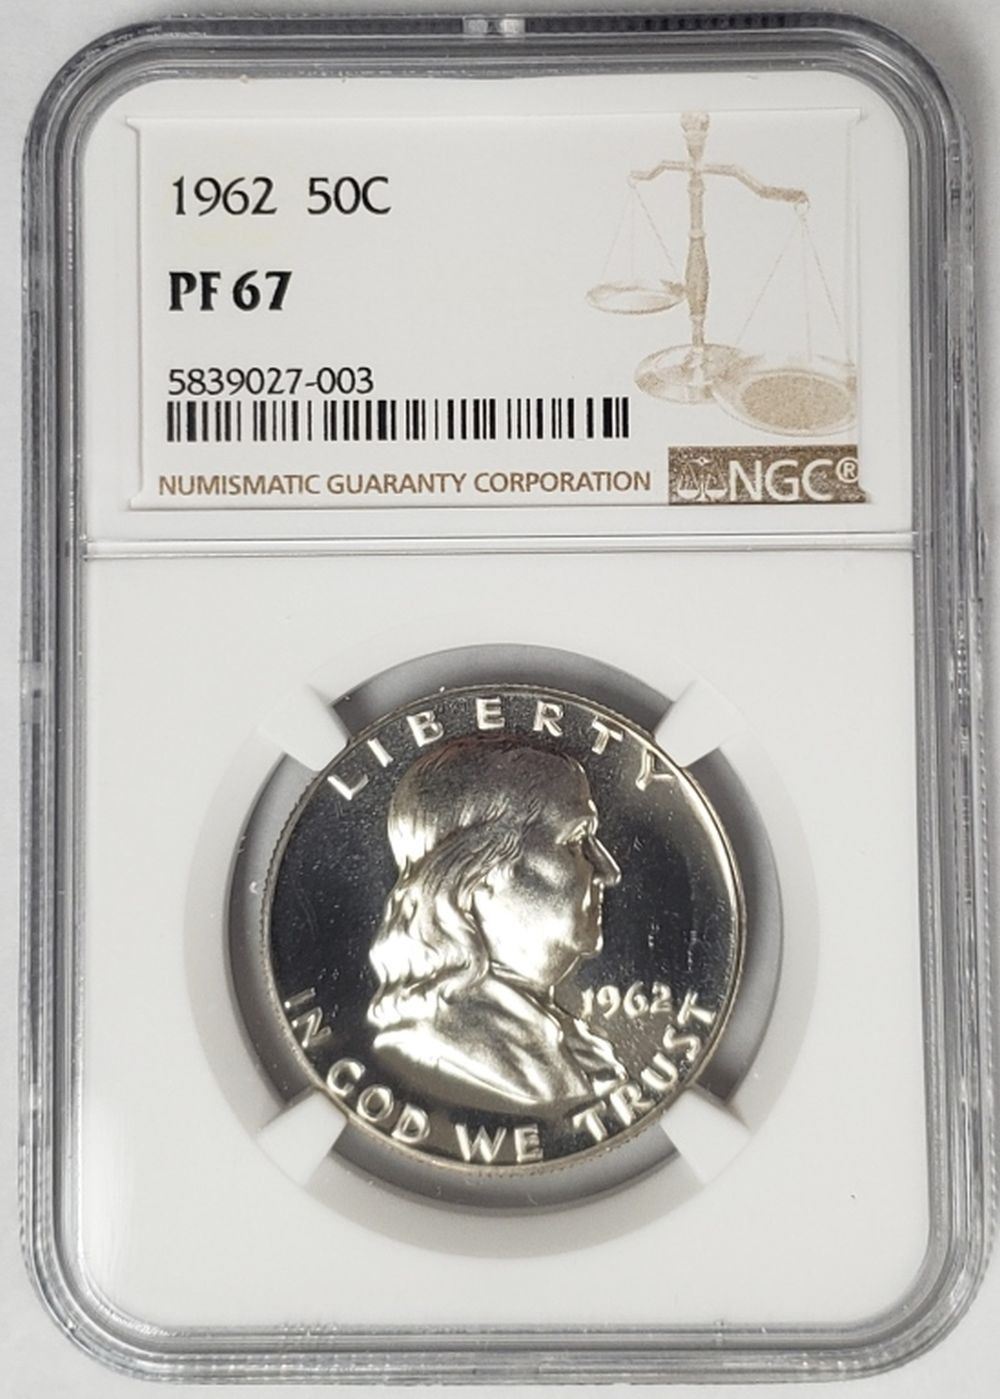 1962 50C
PF 67
5839027-003
NUMISMATIC GUARANTY CORPORATION NGC®
LIBERTY
1962
IN GOD WE TRUST